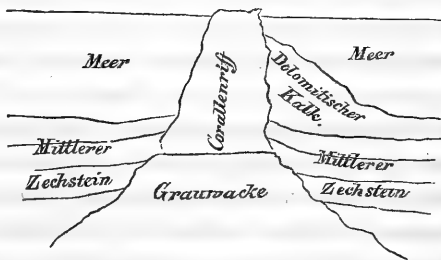 Meer
Corallenriff
Dolomitischer
Kalk.
Meer
Mittlerer
Zechstein
Grauwacke
Mittlerer
Zechstein